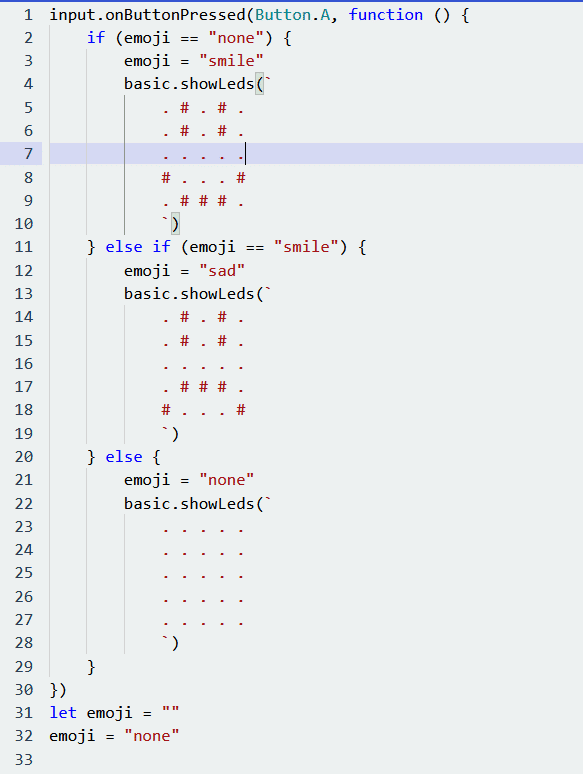 1 input.onButtonPressed(Button.A, function () {
2     if (emoji == "none") {
3         emoji = "smile"
4         basic.showLeds(`
5             . # . # .
6             . # . # .
7             . . . . .
8             # . . . #
9             . # # # .
10             `)
11     } else if (emoji == "smile") {
12         emoji = "sad"
13         basic.showLeds(`
14             . # . # .
15             . # . # .
16             . . . . .
17             . # # # .
18             # . . . #
19             `)
20     } else {
21         emoji = "none"
22         basic.showLeds(`
23             . . . . .
24             . . . . .
25             . . . . .
26             . . . . .
27             . . . . .
28             `)
29     }
30 })
31 let emoji = ""
32 emoji = "none"
33